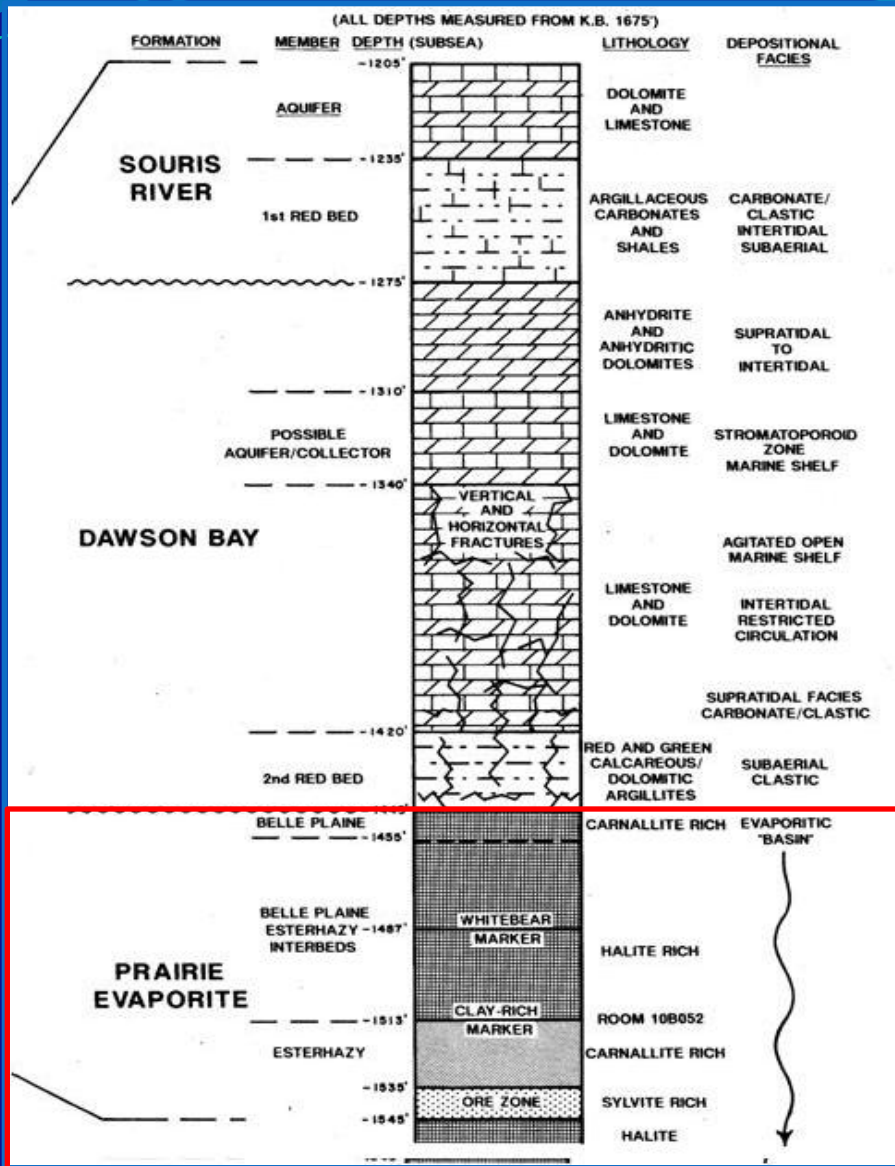 (ALL DEPTHS MEASURED FROM K.B. 1675')
FORMATION MEMBER DEPTH (SUBSEA) LITHOLOGY DEPOSITIONAL
FACIES
-1205'
AQUIFER
DOLOMITE
AND
LIMESTONE
-1235'
SOURIS
RIVER
1st RED BED
ARGILLACEOUS
CARBONATES
AND
SHALES
CARBONATE/
CLASTIC
INTERTIDAL
SUBAERIAL
-1275'
ANHYDRITE
AND
ANHYDRITIC
DOLOMITES
SUPRATIDAL
TO
INTERTIDAL
-1310'
POSSIBLE
AQUIFER/COLLECTOR
LIMESTONE
AND
DOLOMITE
STROMATOPOROID
ZONE
MARINE SHELF
-1340'
VERTICAL
AND
HORIZONTAL
FRACTURES
DAWSON BAY
AGITATED OPEN
MARINE SHELF
LIMESTONE
AND
DOLOMITE
INTERTIDAL
RESTRICTED
CIRCULATION
SUPRATIDAL FACIES
CARBONATE/CLASTIC
-1420'
2nd RED BED
RED AND GREEN
CALCAREOUS/
DOLOMITIC
ARGILLITES
SUBAERIAL
CLASTIC
BELLE PLAINE
CARNALLITE RICH
EVAPORITIC
"BASIN"
-1455'
BELLE PLAINE
ESTERHAZY
INTERBEDS
-1487'
WHITEBEAR
MARKER
HALITE RICH
PRAIRIE
EVAPORITE
CLAY-RICH
MARKER
-1513'
ROOM 10B052
ESTERHAZY
CARNALLITE RICH
-1535'
ORE ZONE
SYLVITE RICH
-1545'
HALITE